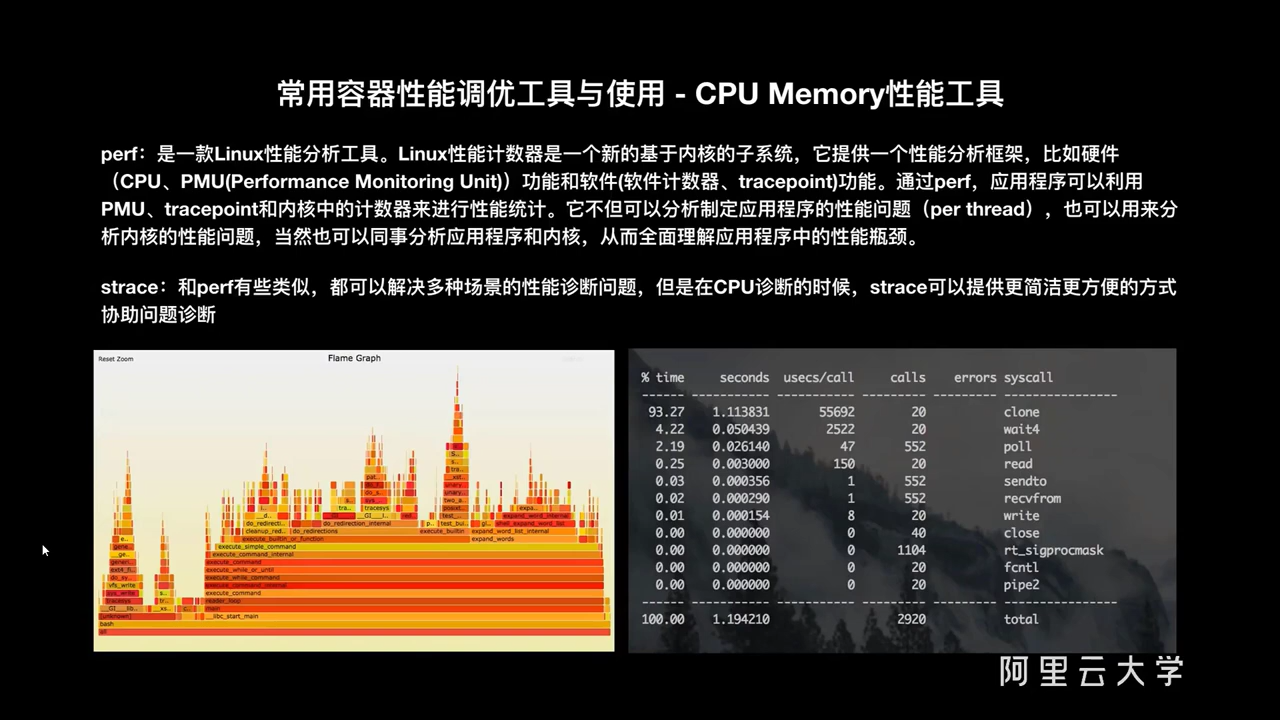 常用容器性能调优工具与使用 - CPU Memory性能工具
perf：是一款Linux性能分析工具。Linux性能计数器是一个新的基于内核的子系统，它提供一个性能分析框架，比如硬件
（CPU、PMU(Performance Monitoring Unit)）功能和软件(软件计数器、tracepoint)功能。通过perf，应用程序可以利用
PMU、tracepoint和内核中的计数器来进行性能统计。它不但可以分析制定应用程序的性能问题（per thread），也可以用来分
析内核的性能问题，当然也可以同事分析应用程序和内核，从而全面理解应用程序中的性能瓶颈。
strace：和perf有些类似，都可以解决多种场景的性能诊断问题，但是在CPU诊断的时候，strace可以提供更简洁更方便的方式
协助问题诊断
Reset Zoom Flame Graph
do_redirecti.. do_redirection_internal expand_word_internal
cleanup_red.. do_redirections shell_expand_word_list
execute_builtin expand_word_list_internal
execute_builtin_or_function expand_words
execute_simple_command
execute_command_internal
execute_command
execute_while_or_until
execute_while_command
execute_command_internal
execute_command
reader_loop
main
[unknown] __libc_start_main
bash
all
% time seconds usecs/call calls errors syscall
------ ----------- ----------- --------- --------- ----------------
93.27 1.113831 55692 20 clone
4.22 0.050439 2522 20 wait4
2.19 0.026140 47 552 poll
0.25 0.003000 150 20 read
0.03 0.000356 1 552 sendto
0.02 0.000290 1 552 recvfrom
0.01 0.000154 8 20 write
0.00 0.000000 0 40 close
0.00 0.000000 0 1104 rt_sigprocmask
0.00 0.000000 0 20 fcntl
0.00 0.000000 0 20 pipe2
------ ----------- ----------- --------- --------- ----------------
100.00 1.194210 2920 total
阿里云大学